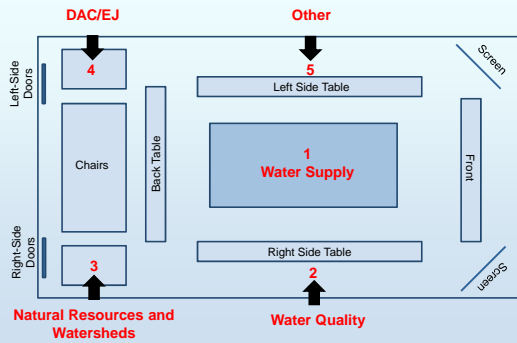 DAC/EJ
Other
Left-Side
Doors
4
5
Screen
Left Side Table
Chairs
Back Table
1
Water Supply
Front
Right-Side
Doors
3
Right Side Table
2
Screen
Natural Resources and
Watersheds
Water Quality